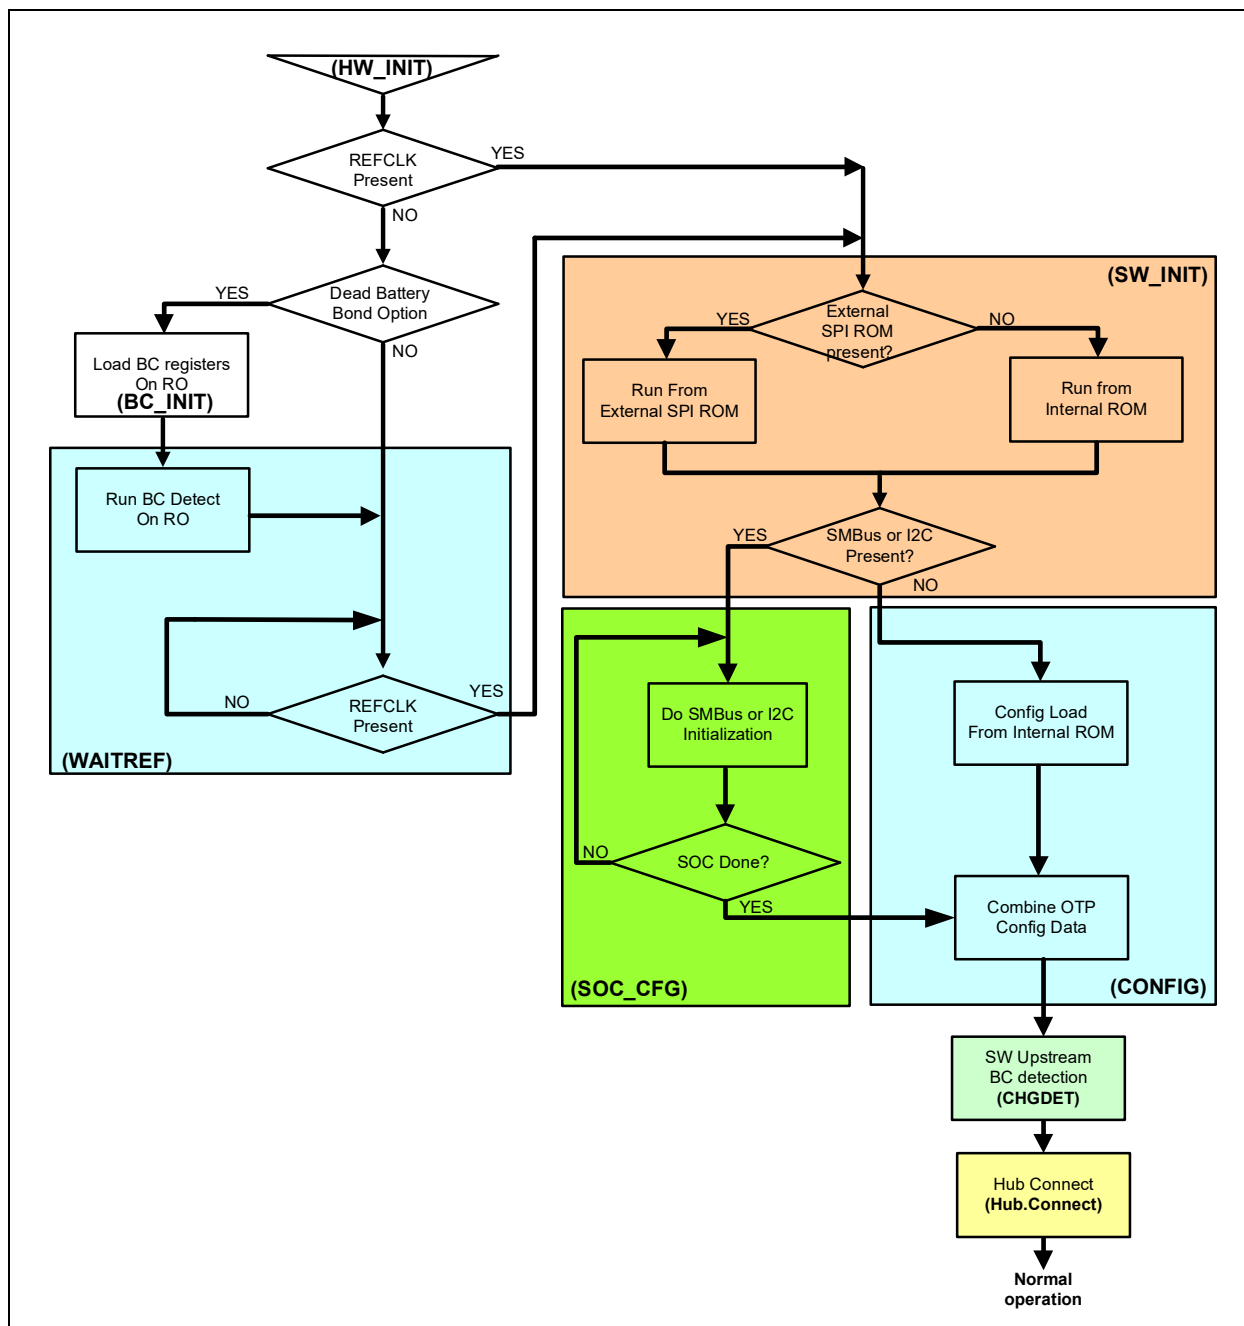 (HW_INIT)
REFCLK
Present
YES
NO
Dead Battery
Bond Option
YES
NO
Load BC registers
On RO
(BC_INIT)
Run BC Detect
On RO
REFCLK
Present
NO
YES
(WAITREF)
(SW_INIT)
External
SPI ROM
present?
YES
NO
Run From
External SPI ROM
Run from
Internal ROM
SMBus or I2C
Present?
YES
NO
Do SMBus or I2C
Initialization
SOC Done?
NO
YES
(SOC_CFG)
Config Load
From Internal ROM
Combine OTP
Config Data
(CONFIG)
SW Upstream
BC detection
(CHGDET)
Hub Connect
(Hub.Connect)
Normal
operation